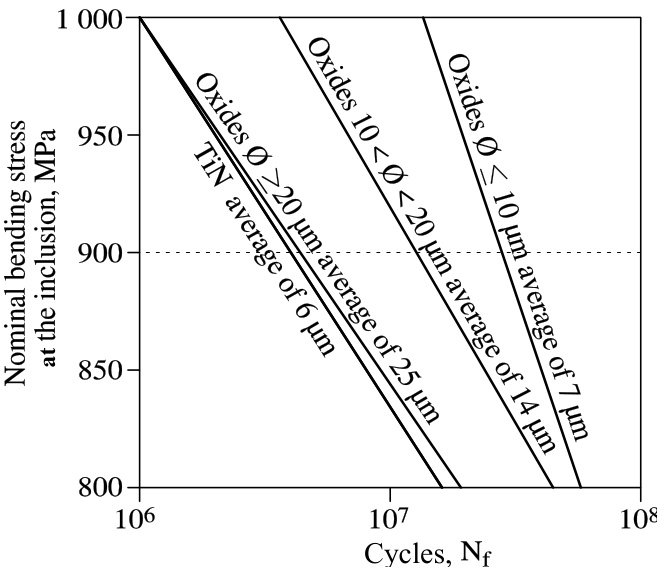 1 000
950
900
850
800
Nominal bending stress
at the inclusion, MPa
Oxides Ø ≥20 μm average of 25 μm
TiN average of 6 μm
Oxides 10 < Ø < 20 μm average of 14 μm
Oxides Ø ≤ 10 μm average of 7 μm
10⁶
10⁷
10⁸
Cycles, Nf